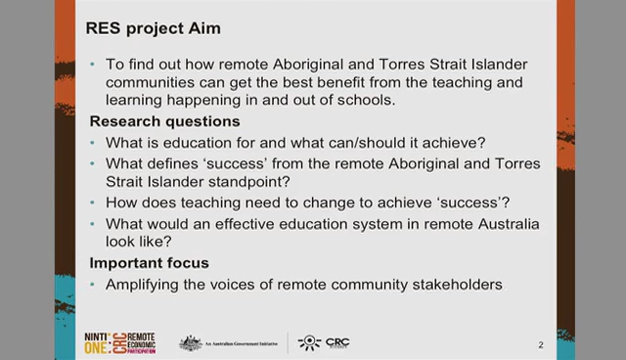 RES project Aim
• To find out how remote Aboriginal and Torres Strait Islander
communities can get the best benefit from the teaching and
learning happening in and out of schools.
Research questions
• What is education for and what can/should it achieve?
• What defines ‘success’ from the remote Aboriginal and Torres
Strait Islander standpoint?
• How does teaching need to change to achieve ‘success’?
• What would an effective education system in remote Australia
look like?
Important focus
• Amplifying the voices of remote community stakeholders
NINTI ONE:
CRC REMOTE ECONOMIC PARTICIPATION
An Australian Government Initiative
CRC
2